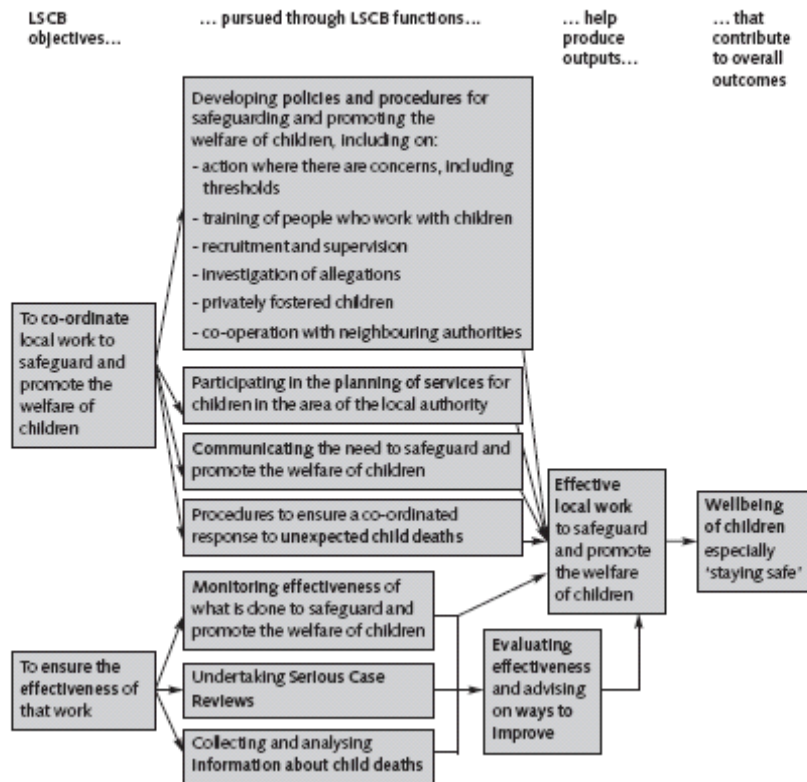 LSCB
objectives...
... pursued through LSCB functions...
... help
produce
outputs...
... that
contribute
to overall
outcomes
Developing policies and procedures for
safeguarding and promoting the
welfare of children, including on:
- action where there are concerns, including
thresholds
- training of people who work with children
- recruitment and supervision
- investigation of allegations
- privately fostered children
- co-operation with neighbouring authorities
To co-ordinate
local work to
safeguard and
promote the
welfare of
children
Participating in the planning of services for
children in the area of the local authority
Communicating the need to safeguard and
promote the welfare of children
Procedures to ensure a co-ordinated
response to unexpected child deaths
Effective
local work
to safeguard
and promote
the welfare
of children
Wellbeing
of children
especially
'staying safe'
To ensure the
effectiveness of
that work
Monitoring effectiveness of
what is done to safeguard and
promote the welfare of children
Undertaking Serious Case
Reviews
Collecting and analysing
information about child deaths
Evaluating
effectiveness
and advising
on ways to
improve